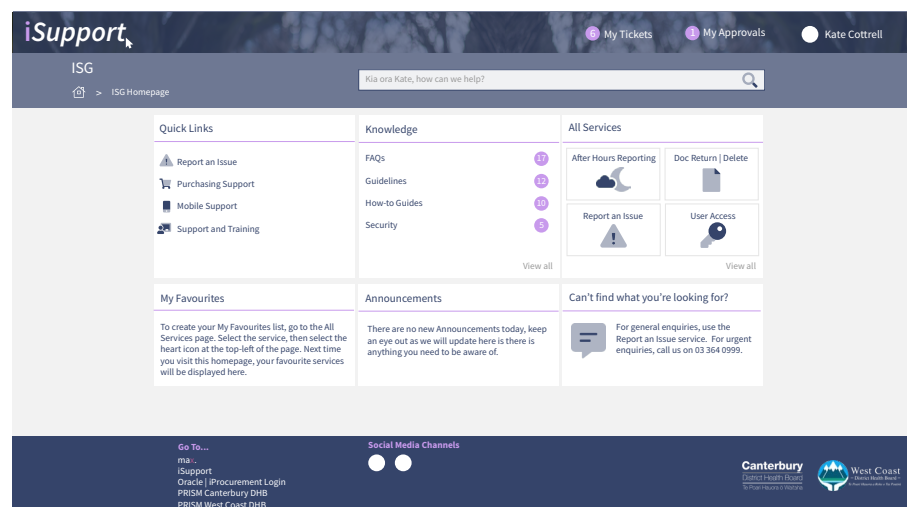 iSupport
6 My Tickets
1 My Approvals
Kate Cottrell
ISG
> ISG Homepage
Kia ora Kate, how can we help?
Quick Links
Report an Issue
Purchasing Support
Mobile Support
Support and Training
Knowledge
FAQs 17
Guidelines 12
How-to Guides 10
Security 5
View all
All Services
After Hours Reporting
Doc Return | Delete
Report an Issue
User Access
View all
My Favourites
To create your My Favourites list, go to the All
Services page. Select the service, then select the
heart icon at the top-left of the page. Next time
you visit this homepage, your favourite services
will be displayed here.
Announcements
There are no new Announcements today, keep
an eye out as we will update here is there is
anything you need to be aware of.
Can't find what you're looking for?
For general enquiries, use the
Report an Issue service.  For urgent
enquiries, call us on 03 364 0999.
Go To...
max.
iSupport
Oracle | iProcurement Login
PRISM Canterbury DHB
PRISM West Coast DHB
Social Media Channels
Canterbury
District Health Board
Te Poari Hauora ō Waitaha
West Coast
District Health Board